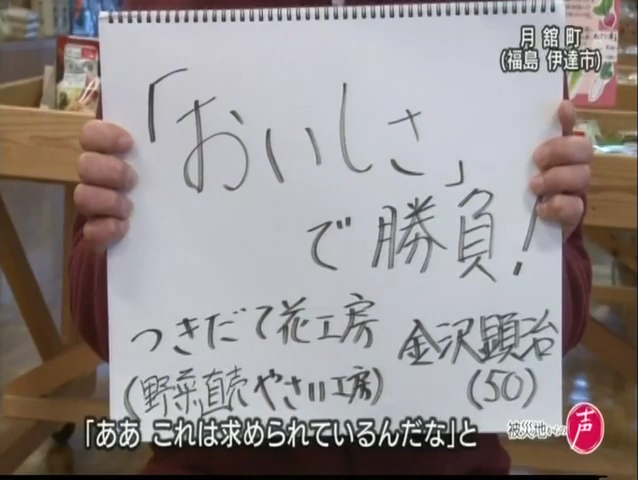 月舘町
(福島 伊達市)
「おいしさ」
で勝負!
つきだて花工房 金沢顕治
(野菜直売やさい工房) (50)
「ああ これは求められているんだな」と
被災地からの声